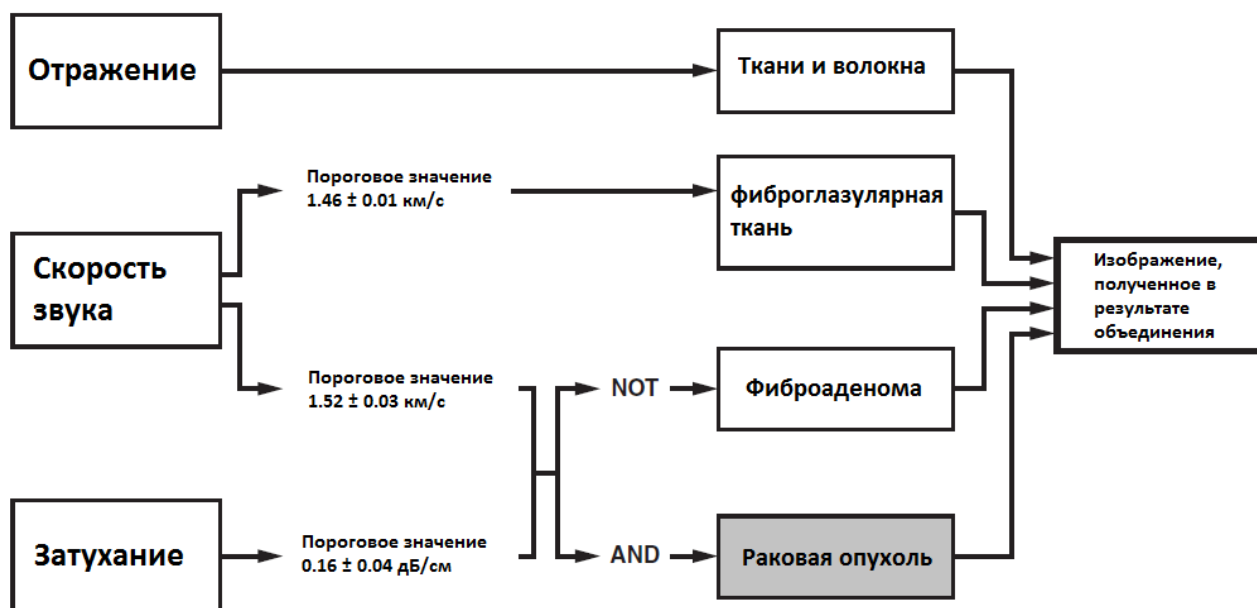 Отражение
Ткани и волокна
Пороговое значение
1.46 ± 0.01 км/с
фиброглазулярная
ткань
Скорость
звука
Изображение,
полученное в
результате
объединения
Пороговое значение
1.52 ± 0.03 км/с
NOT
Фиброаденома
Затухание
Пороговое значение
0.16 ± 0.04 дБ/см
AND
Раковая опухоль